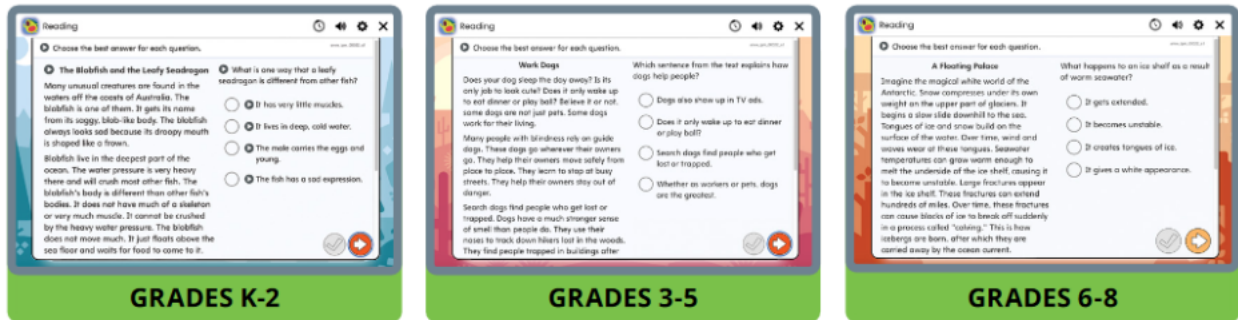 Reading
Choose the best answer for each question.
The Blobfish and the Leafy Seadragon
Many unusual creatures are found in the
waters off the coasts of Australia. The
blobfish is one of them. It gets its name
from its soggy, blob-like body. The blobfish
always looks sad because its droopy mouth
is shaped like a frown.
Blobfish live in the deepest part of the
ocean. The water pressure is very heavy
there and will crush most other fish. The
blobfish's body is different than other fish's
bodies. It does not have much of a skeleton
or very much muscle. It cannot be crushed
by the heavy water pressure. The blobfish
does not move much. It just floats above the
sea floor and waits for food to come to it.
What is one way that a leafy
seadragon is different from other fish?
It has very little muscles.
It lives in deep, cold water.
The male carries the eggs and
young.
The fish has a sad expression.
GRADES K-2
Reading
Choose the best answer for each question.
Work Dogs
Does your dog sleep the day away? Is its
only job to look cute? Does it only wake up
to eat dinner or play ball? Believe it or not,
some dogs are not just pets. Some dogs
work for their living.
Many people with blindness rely on guide
dogs. These dogs go wherever their owners
go. They help their owners move safely from
place to place. They learn to stop at busy
streets. They help their owners stay out of
danger.
Search dogs find people who get lost or
trapped. Dogs have a much stronger sense
of smell than people do. They use their
noses to track down hikers lost in the woods.
They find people trapped in buildings after
Which sentence from the text explains how
dogs help people?
Dogs also show up in TV ads.
Does it only wake up to eat dinner
or play ball?
Search dogs find people who get
lost or trapped.
Whether as workers or pets, dogs
are the greatest.
GRADES 3-5
Reading
Choose the best answer for each question.
A Floating Palace
Imagine the magical white world of the
Antarctic. Snow compresses under its own
weight on the upper part of glaciers. It
begins a slow slide downhill to the sea.
Tongues of ice and snow build on the
surface of the water. Over time, wind and
waves wear at these tongues. Seawater
temperatures can grow warm enough to
melt the underside of the ice shelf, causing it
to become unstable. Large fractures appear
in the ice shelf. These fractures can extend
hundreds of miles. Over time, these fractures
can cause blocks of ice to break off suddenly
in a process called "calving." This is how
icebergs are born, after which they are
carried away by the ocean current.
What happens to an ice shelf as a result
of warm seawater?
It gets extended.
It becomes unstable.
It creates tongues of ice.
It gives a white appearance.
GRADES 6-8